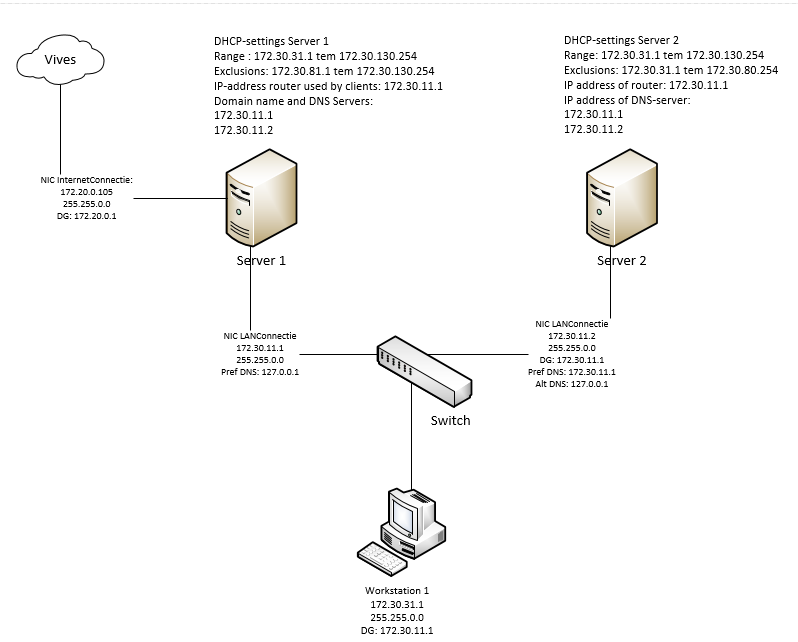 Vives
DHCP-settings Server 1
Range : 172.30.31.1 tem 172.30.130.254
Exclusions: 172.30.81.1 tem 172.30.130.254
IP-address router used by clients: 172.30.11.1
Domain name and DNS Servers:
172.30.11.1
172.30.11.2
DHCP-settings Server 2
Range: 172.30.31.1 tem 172.30.130.254
Exclusions: 172.30.31.1 tem 172.30.80.254
IP address of router: 172.30.11.1
IP address of DNS-server:
172.30.11.1
172.30.11.2
NIC InternetConnectie:
172.20.0.105
255.255.0.0
DG: 172.20.0.1
Server 1
Server 2
NIC LANConnectie
172.30.11.1
255.255.0.0
Pref DNS: 127.0.0.1
NIC LANConnectie
172.30.11.2
255.255.0.0
DG: 172.30.11.1
Pref DNS: 172.30.11.1
Alt DNS: 127.0.0.1
Switch
Workstation 1
172.30.31.1
255.255.0.0
DG: 172.30.11.1